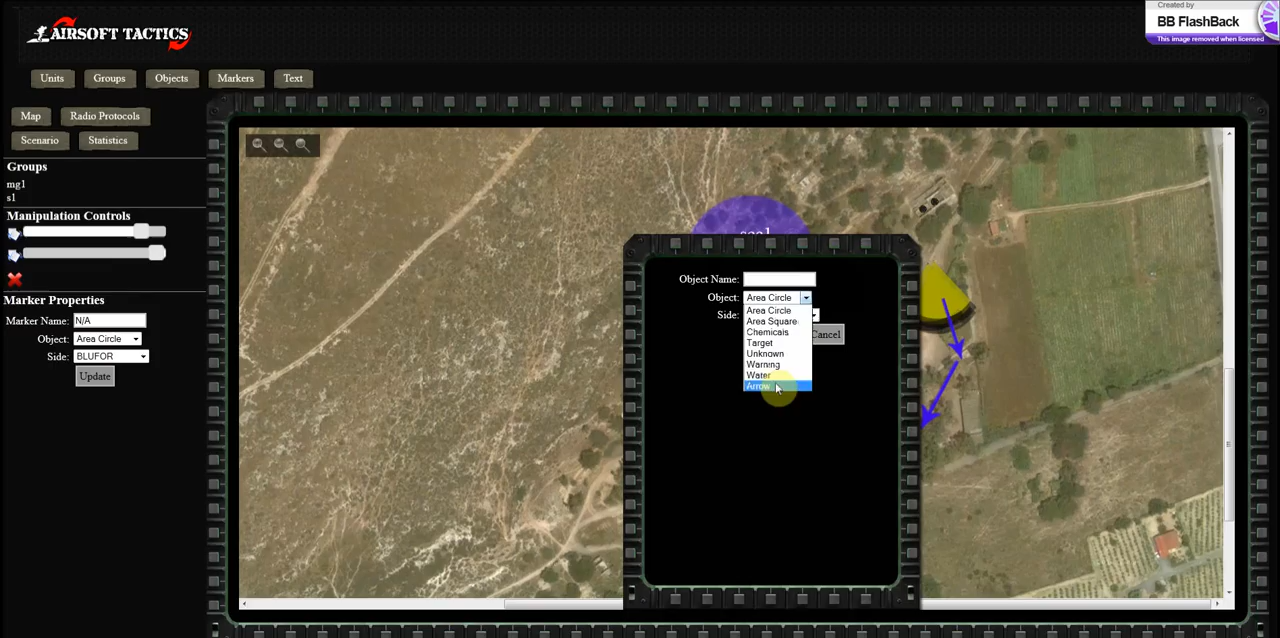 Created by
BB FlashBack
This image removed when licensed
AIRSOFT TACTICS
Units Groups Objects Markers Text
Map Radio Protocols
Scenario Statistics
Groups
mg1
s1
Manipulation Controls
Marker Properties
Marker Name: N/A
Object: Area Circle
Side: BLUFOR
Update
Object Name:
Object: Area Circle
Area Circle
Area Square
Chemicals
Target
Unknown
Warning
Water
Arrow
Side:
Cancel